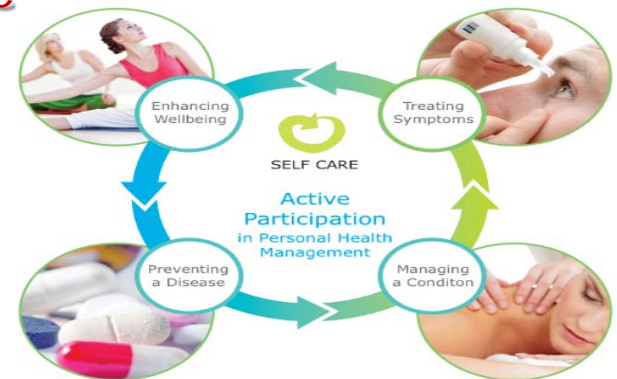 Enhancing
Wellbeing
Treating
Symptoms
SELF CARE
Active
Participation
in Personal Health
Management
Preventing
a Disease
Managing
a Conditon